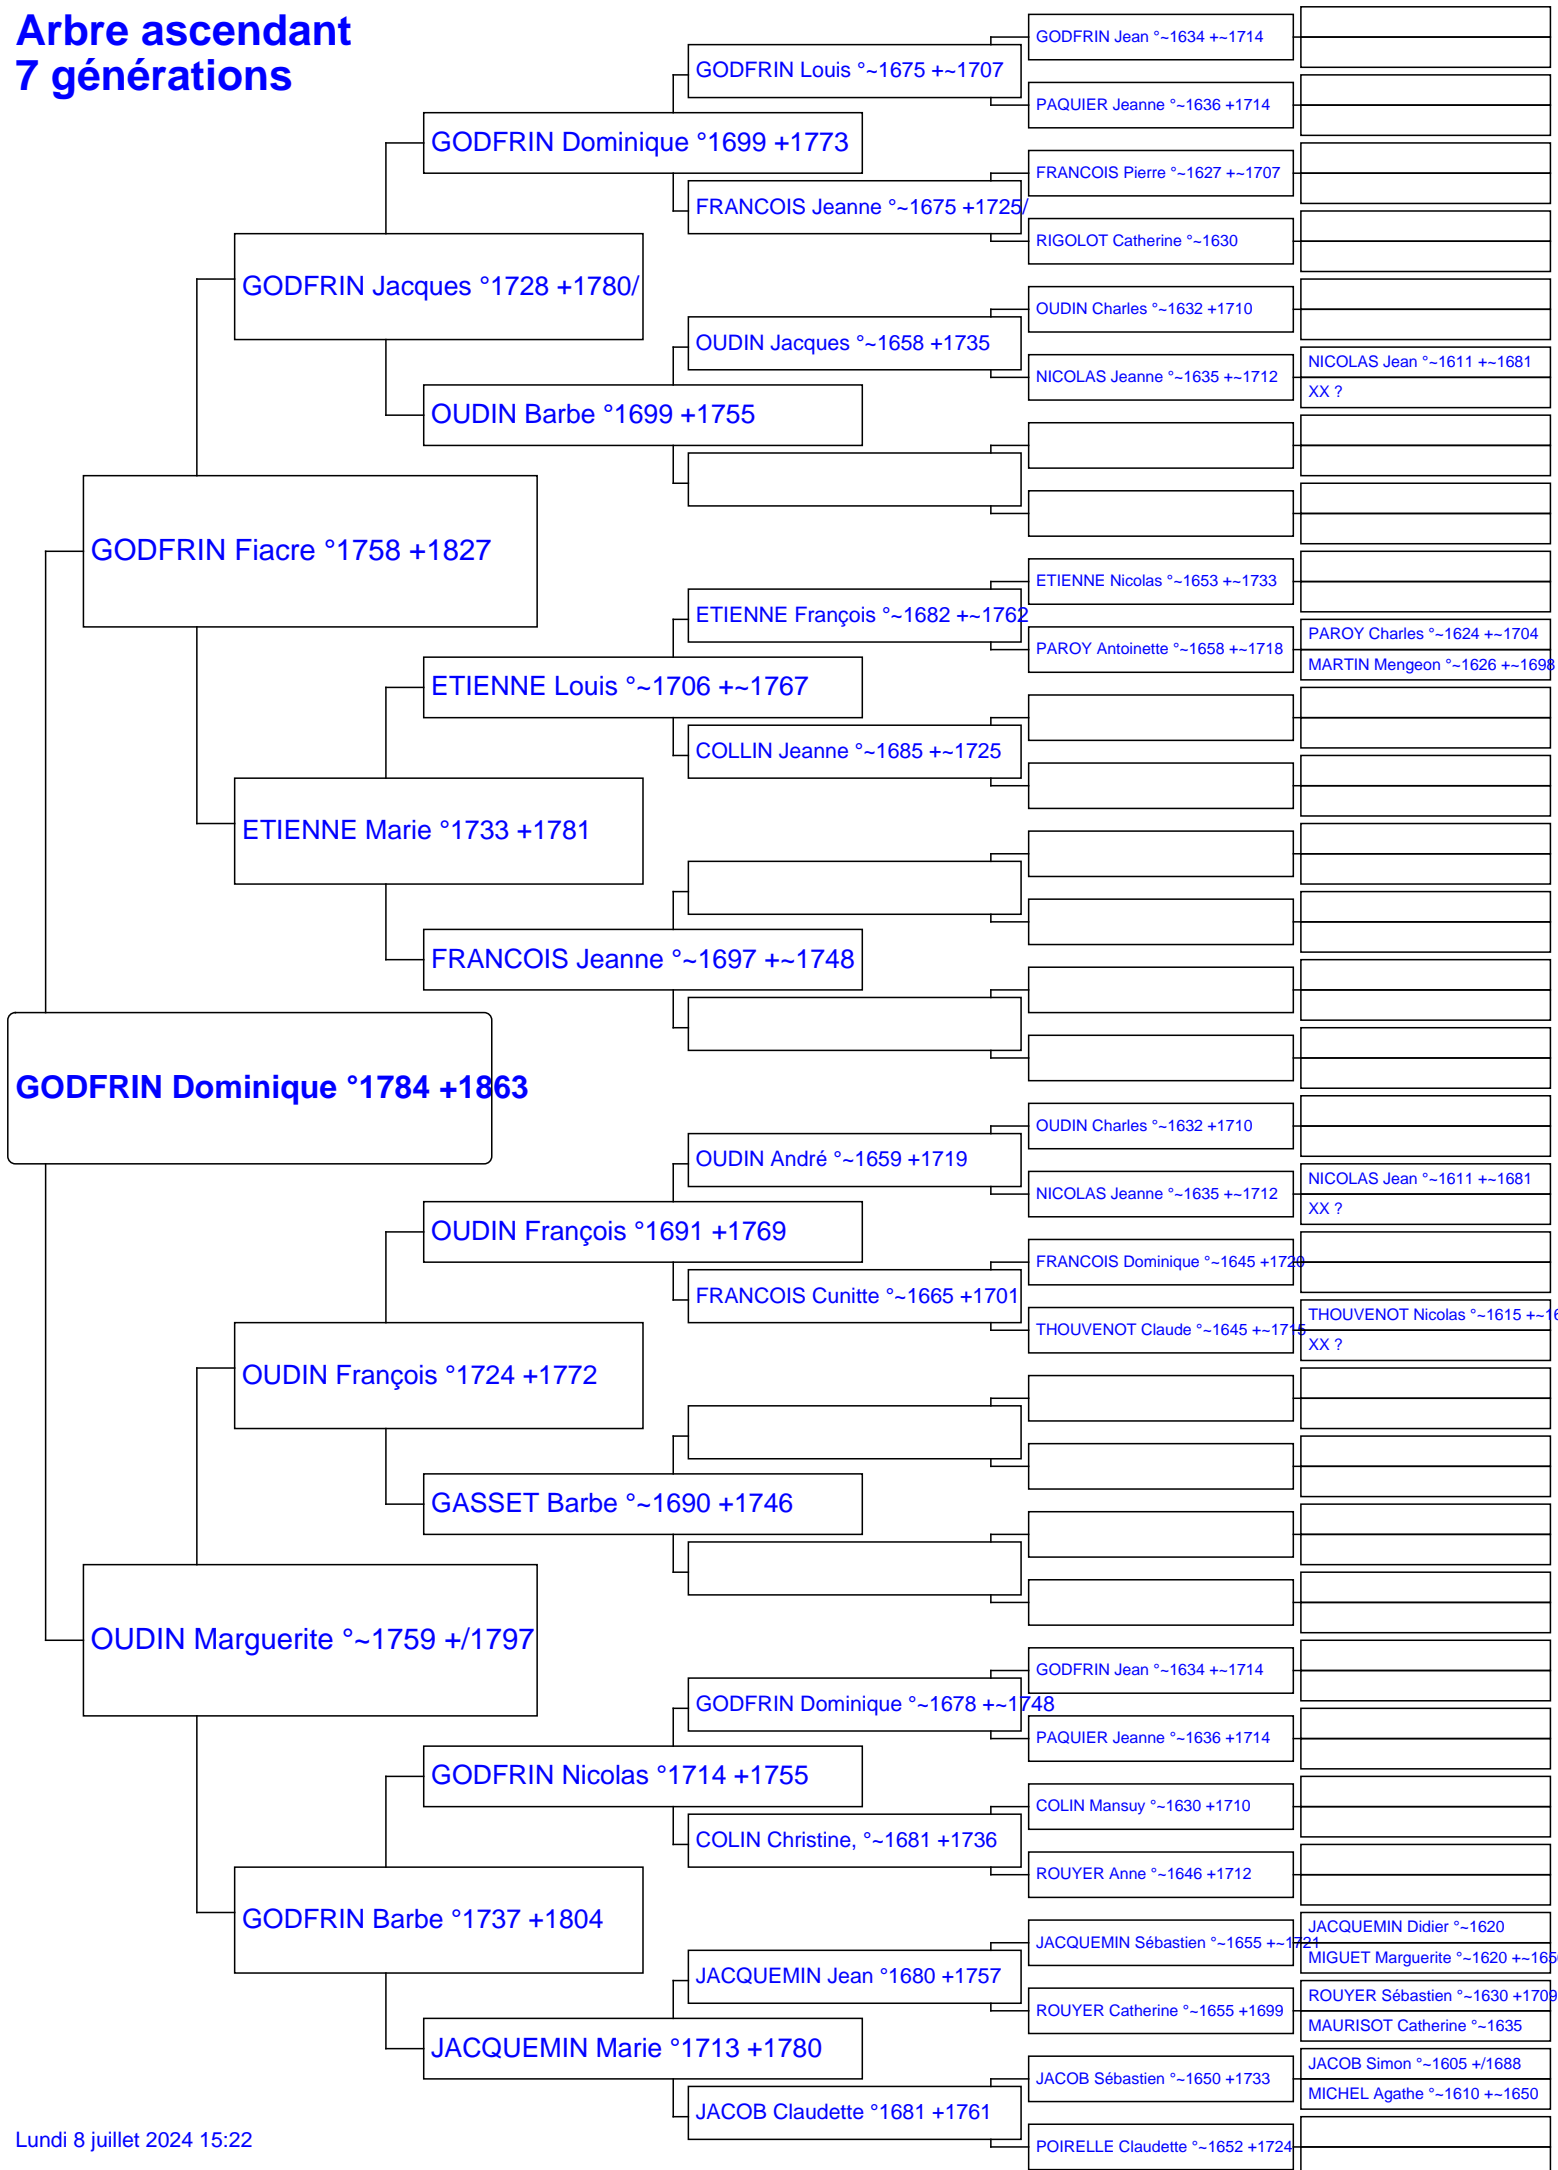 Arbre ascendant
7 générations
GODFRIN Jean °~1634 +~1714
GODFRIN Louis °~1675 +~1707
PAQUIER Jeanne °~1636 +1714
GODFRIN Dominique °1699 +1773
FRANCOIS Pierre °~1627 +~1707
FRANCOIS Jeanne °~1675 +1725/
RIGOLOT Catherine °~1630
GODFRIN Jacques °1728 +1780/
OUDIN Charles °~1632 +1710
OUDIN Jacques °~1658 +1735
NICOLAS Jeanne °~1635 +~1712
NICOLAS Jean °~1611 +~1681
XX ?
OUDIN Barbe °1699 +1755
GODFRIN Fiacre °1758 +1827
ETIENNE Nicolas °~1653 +~1733
ETIENNE François °~1682 +~1762
PAROY Antoinette °~1658 +~1718
PAROY Charles °~1624 +~1704
MARTIN Mengeon °~1626 +~1698
ETIENNE Louis °~1706 +~1767
COLLIN Jeanne °~1685 +~1725
ETIENNE Marie °1733 +1781
FRANCOIS Jeanne °~1697 +~1748
GODFRIN Dominique °1784 +1863
OUDIN Charles °~1632 +1710
OUDIN André °~1659 +1719
NICOLAS Jeanne °~1635 +~1712
NICOLAS Jean °~1611 +~1681
XX ?
OUDIN François °1691 +1769
FRANCOIS Dominique °~1645 +1720
FRANCOIS Cunitte °~1665 +1701
THOUVENOT Claude °~1645 +~1715
THOUVENOT Nicolas °~1615 +~16
XX ?
OUDIN François °1724 +1772
GASSET Barbe °~1690 +1746
OUDIN Marguerite °~1759 +/1797
GODFRIN Jean °~1634 +~1714
GODFRIN Dominique °~1678 +~1748
PAQUIER Jeanne °~1636 +1714
GODFRIN Nicolas °1714 +1755
COLIN Mansuy °~1630 +1710
COLIN Christine, °~1681 +1736
ROUYER Anne °~1646 +1712
GODFRIN Barbe °1737 +1804
JACQUEMIN Sébastien °~1655 +~1721
JACQUEMIN Didier °~1620
MIGUET Marguerite °~1620 +~165
JACQUEMIN Jean °1680 +1757
ROUYER Catherine °~1655 +1699
ROUYER Sébastien °~1630 +1709
MAURISOT Catherine °~1635
JACQUEMIN Marie °1713 +1780
JACOB Sébastien °~1650 +1733
JACOB Simon °~1605 +/1688
MICHEL Agathe °~1610 +~1650
JACOB Claudette °1681 +1761
POIRELLE Claudette °~1652 +1724
Lundi 8 juillet 2024 15:22